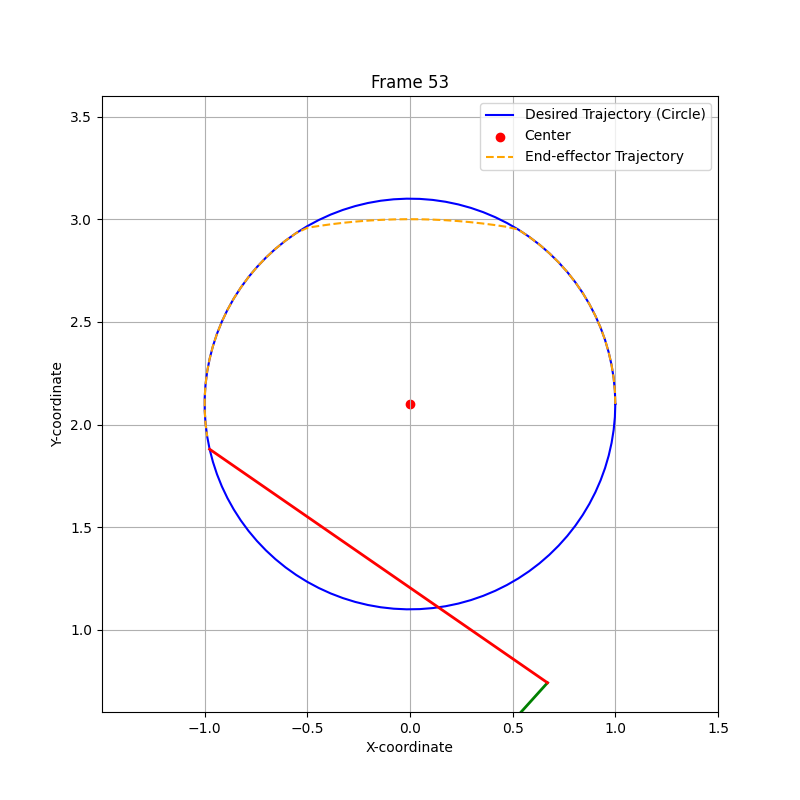 Frame 53
Desired Trajectory (Circle)
Center
End-effector Trajectory
3.5
3.0
2.5
2.0
1.5
1.0
Y-coordinate
−1.0 −0.5 0.0 0.5 1.0 1.5
X-coordinate